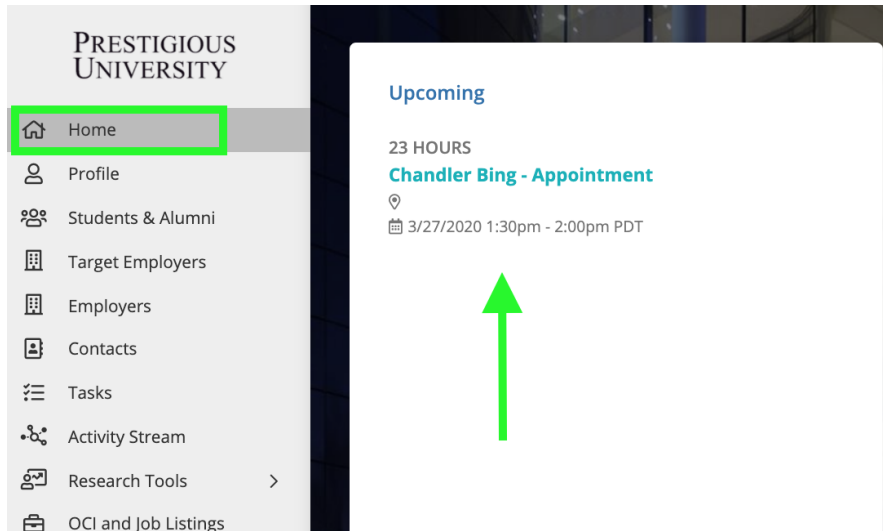 PRESTIGIOUS
UNIVERSITY
Home
Profile
Students & Alumni
Target Employers
Employers
Contacts
Tasks
Activity Stream
Research Tools
OCI and Job Listings
Upcoming
23 HOURS
Chandler Bing - Appointment
3/27/2020 1:30pm - 2:00pm PDT